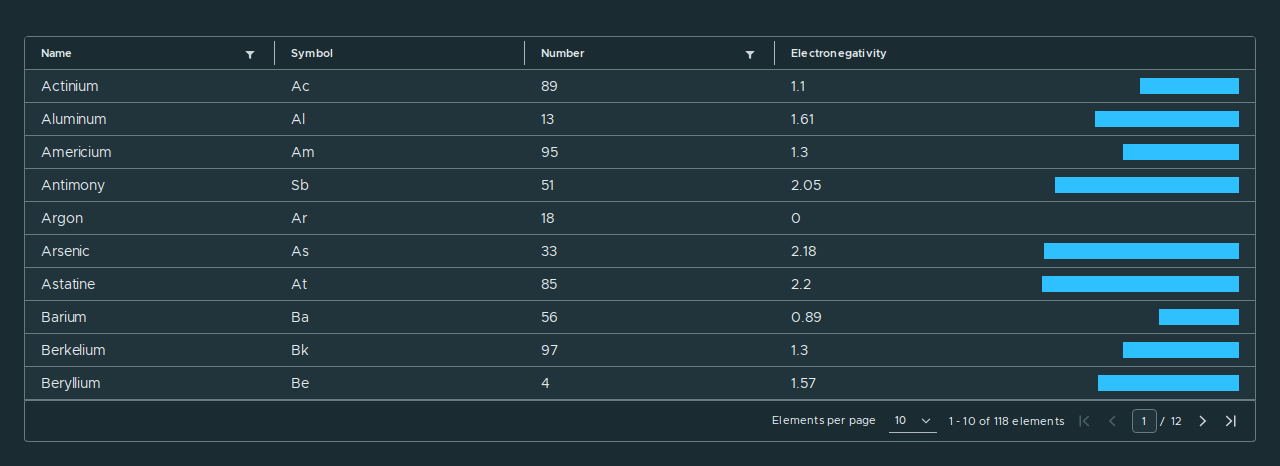 Name Symbol Number Electronegativity
Actinium Ac 89 1.1
Aluminum Al 13 1.61
Americium Am 95 1.3
Antimony Sb 51 2.05
Argon Ar 18 0
Arsenic As 33 2.18
Astatine At 85 2.2
Barium Ba 56 0.89
Berkelium Bk 97 1.3
Beryllium Be 4 1.57
Elements per page 10 1 - 10 of 118 elements 1 / 12